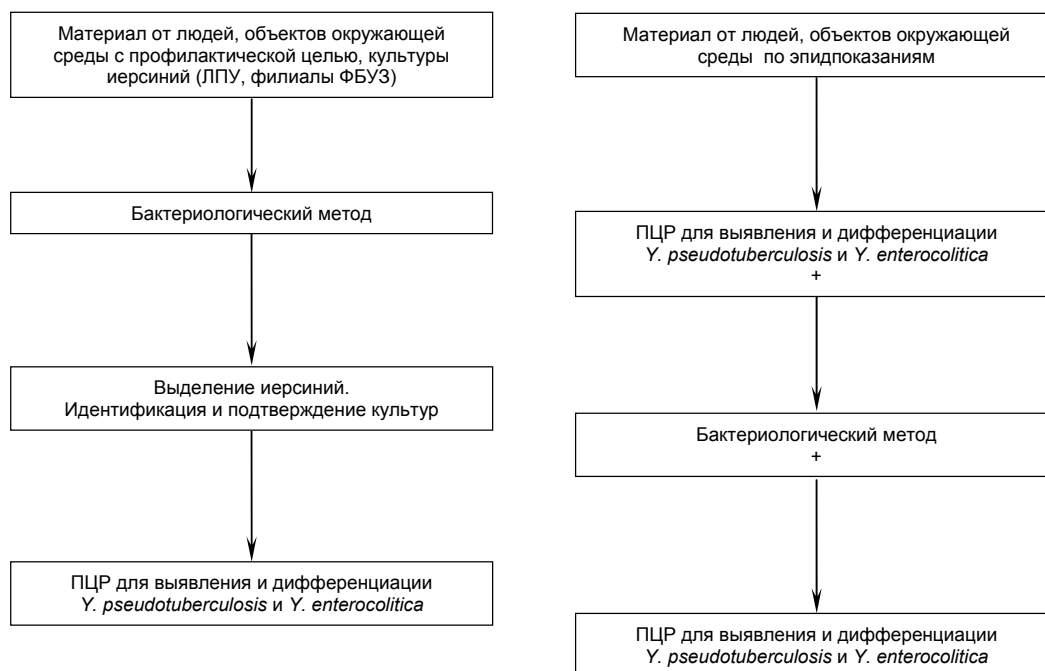 Материал от людей, объектов окружающей
среды с профилактической целью, культуры
иерсиний (ЛПУ, филиалы ФБУЗ)
Бактериологический метод
Выделение иерсиний.
Идентификация и подтверждение культур
ПЦР для выявления и дифференциации
Y. pseudotuberculosis и Y. enterocolitica
Материал от людей, объектов окружающей
среды по эпидпоказаниям
ПЦР для выявления и дифференциации
Y. pseudotuberculosis и Y. enterocolitica
+
Бактериологический метод
+
ПЦР для выявления и дифференциации
Y. pseudotuberculosis и Y. enterocolitica